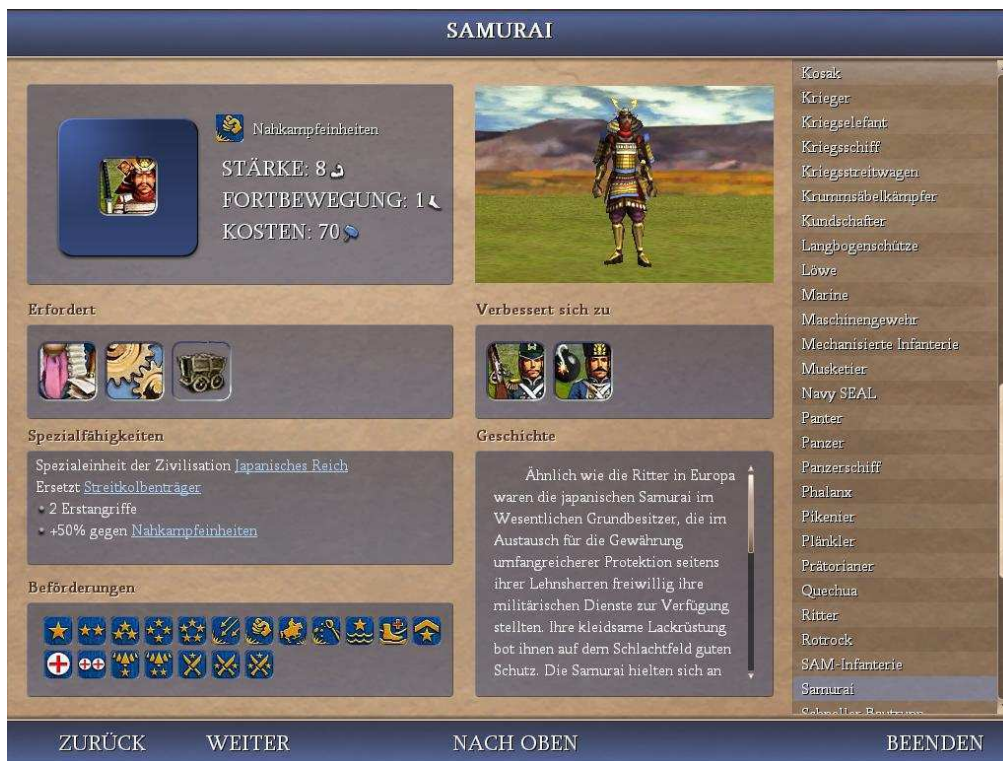 SAMURAI
Nahkampfeinheiten
STÄRKE: 8
FORTBEWEGUNG: 1
KOSTEN: 70
Erfordert
Verbessert sich zu
Spezialfähigkeiten
Spezialeinheit der Zivilisation Japanisches Reich
Ersetzt Streitkolbenträger
2 Erstangriffe
+50% gegen Nahkampfeinheiten
Geschichte
Ähnlich wie die Ritter in Europa
waren die japanischen Samurai im
Wesentlichen Grundbesitzer, die im
Austausch für die Gewährung
umfangreicherer Protektion seitens
ihrer Lehnsherren freiwillig ihre
militärischen Dienste zur Verfügung
stellten. Ihre kleidsame Lackrüstung
bot ihnen auf dem Schlachtfeld guten
Schutz. Die Samurai hielten sich an
Beförderungen
Kosak
Krieger
Kriegselefant
Kriegsschiff
Kriegsstreitwagen
Krummsäbelkämpfer
Kundschafter
Langbogenschütze
Löwe
Marine
Maschinengewehr
Mechanisierte Infanterie
Musketier
Navy SEAL
Panter
Panzer
Panzerschiff
Phalanx
Pikenier
Plänkler
Prätorianer
Quechua
Ritter
Rotrock
SAM-Infanterie
Samurai
Schneller Bautrupp
ZURÜCK
WEITER
NACH OBEN
BEENDEN